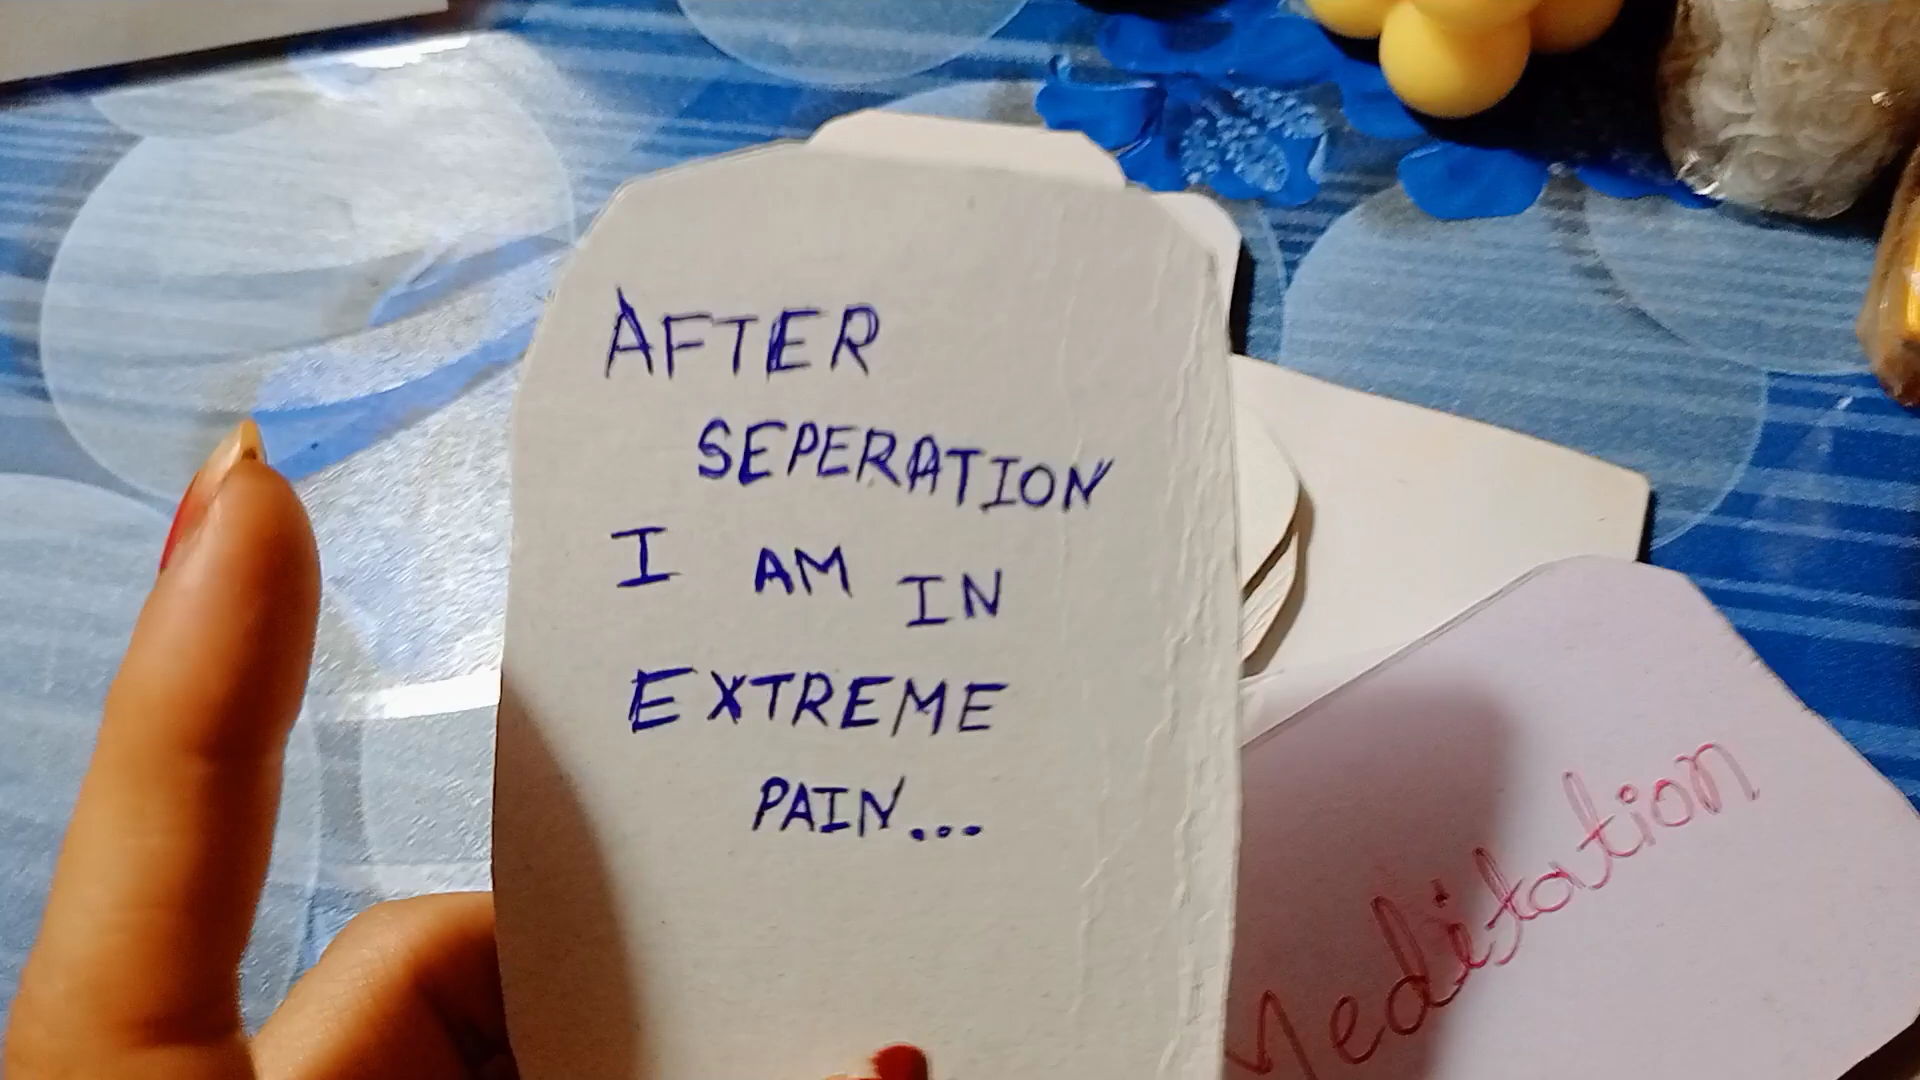 AFTER
SEPERATION
I AM IN
EXTREME
PAIN...
Meditation